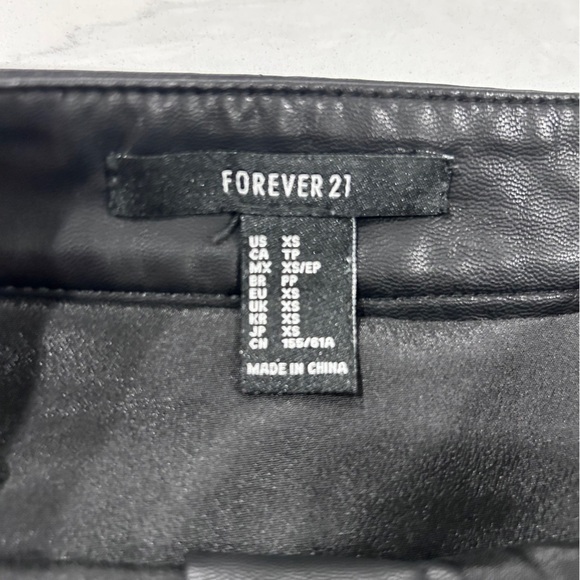 FOREVER 21
US XS
CA TP
MX XS/EP
BR PP
EU XS
UK XS
KR XS
JP XS
CN 155/61A
MADE IN CHINA